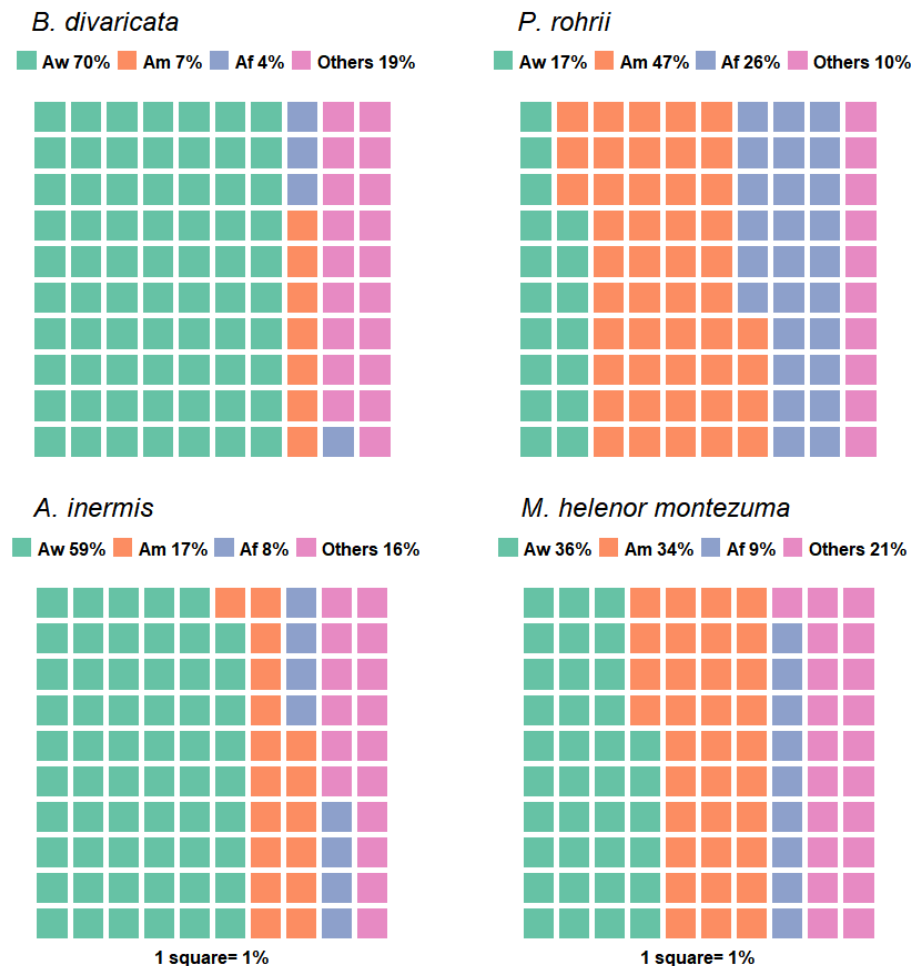 B. divaricata
Aw 70% Am 7% Af 4% Others 19%
P. rohrii
Aw 17% Am 47% Af 26% Others 10%
A. inermis
Aw 59% Am 17% Af 8% Others 16%
1 square= 1%
M. helenor montezuma
Aw 36% Am 34% Af 9% Others 21%
1 square= 1%